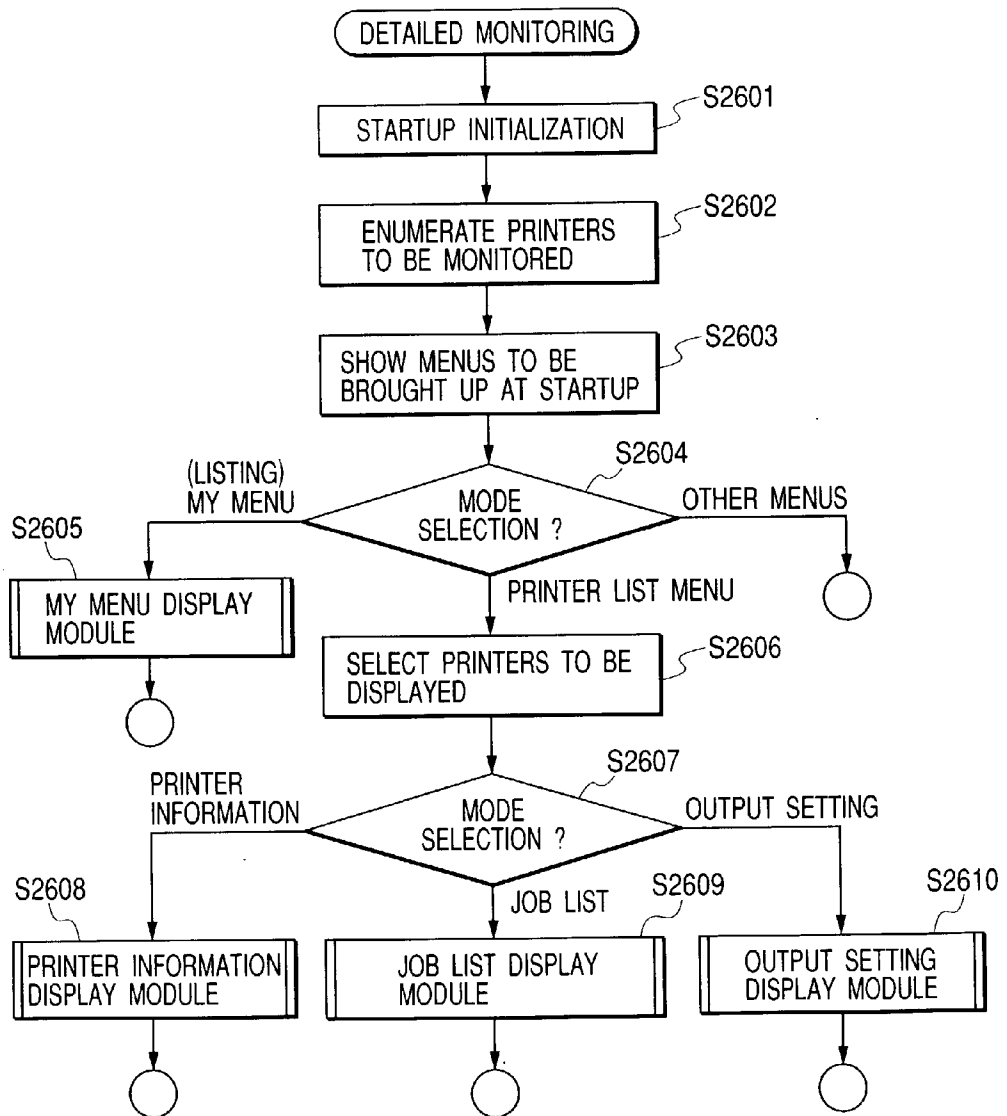 DETAILED MONITORING
S2601
STARTUP INITIALIZATION
S2602
ENUMERATE PRINTERS
TO BE MONITORED
S2603
SHOW MENUS TO BE
BROUGHT UP AT STARTUP
S2604
(LISTING)
MY MENU
MODE
SELECTION ?
OTHER MENUS
S2605
MY MENU DISPLAY
MODULE
PRINTER LIST MENU
S2606
SELECT PRINTERS TO BE
DISPLAYED
S2607
PRINTER
INFORMATION
MODE
SELECTION ?
OUTPUT SETTING
S2608
JOB LIST
S2609
S2610
PRINTER INFORMATION
DISPLAY MODULE
JOB LIST DISPLAY
MODULE
OUTPUT SETTING
DISPLAY MODULE